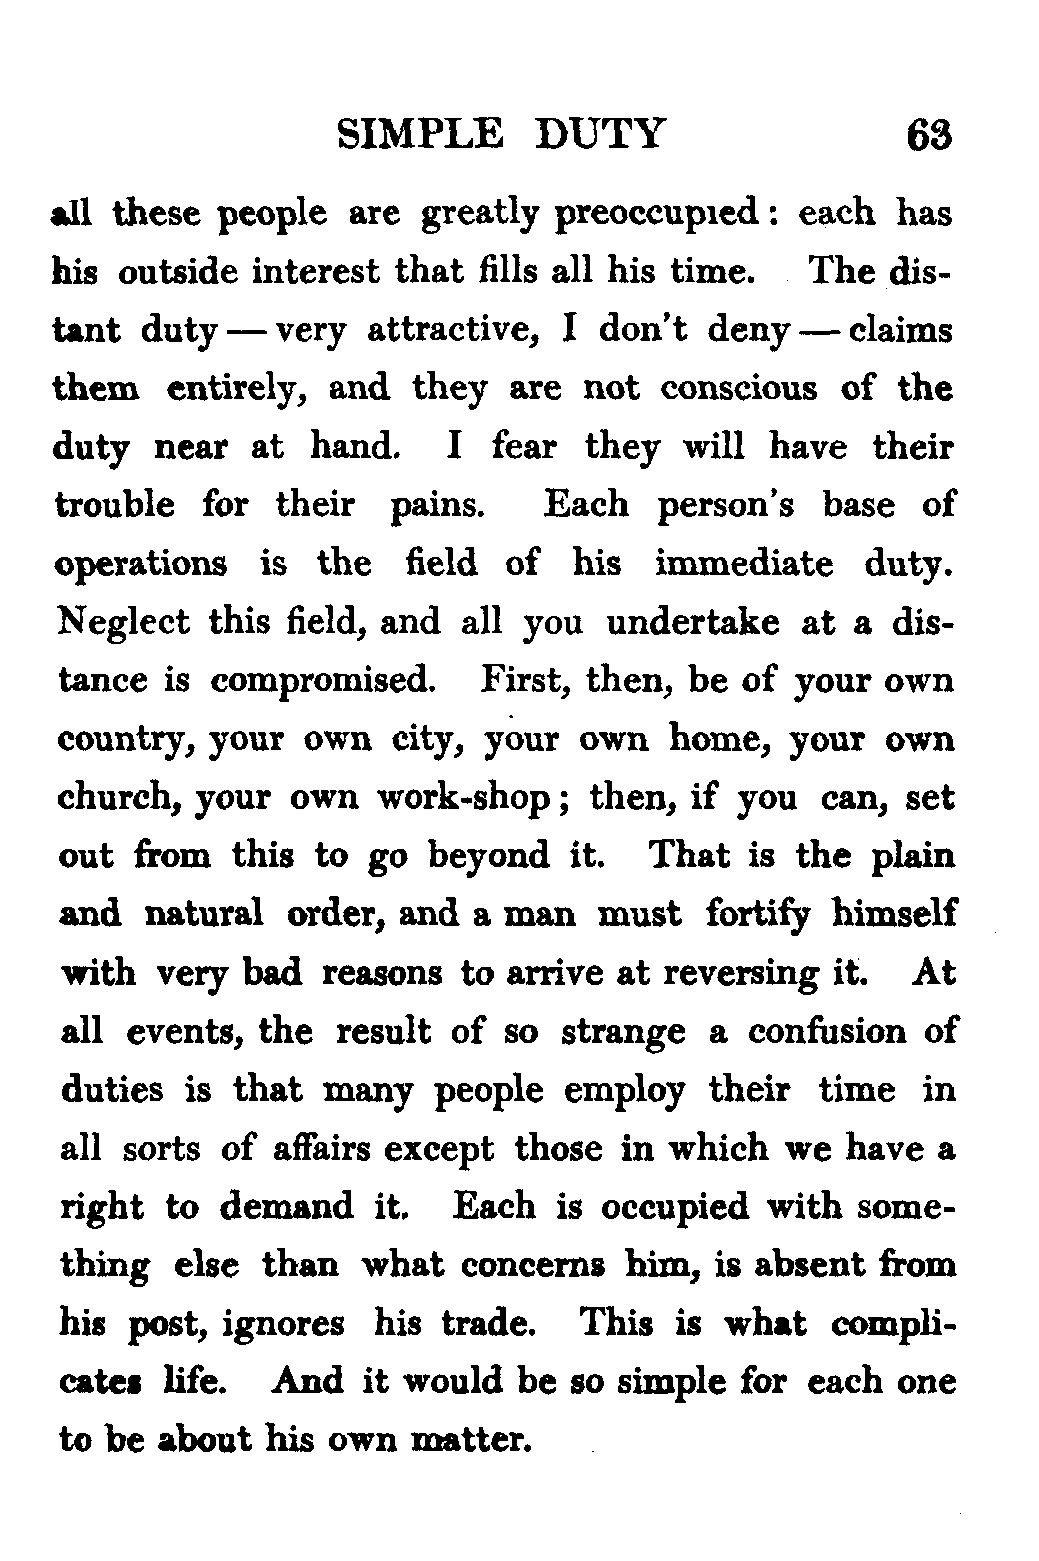 SIMPLE DUTY 63
all these people are greatly preoccupied : each has
his outside interest that fills all his time. The dis-
tant duty — very attractive, I don't deny — claims
them entirely, and they are not conscious of the
duty near at hand. I fear they will have their
trouble for their pains. Each person's base of
operations is the field of his immediate duty.
Neglect this field, and all you undertake at a dis-
tance is compromised. First, then, be of your own
country, your own city, your own home, your own
church, your own work-shop ; then, if you can, set
out from this to go beyond it. That is the plain
and natural order, and a man must fortify himself
with very bad reasons to arrive at reversing it. At
all events, the result of so strange a confusion of
duties is that many people employ their time in
all sorts of affairs except those in which we have a
right to demand it. Each is occupied with some-
thing else than what concerns him, is absent from
his post, ignores his trade. This is what compli-
cates life. And it would be so simple for each one
to be about his own matter.